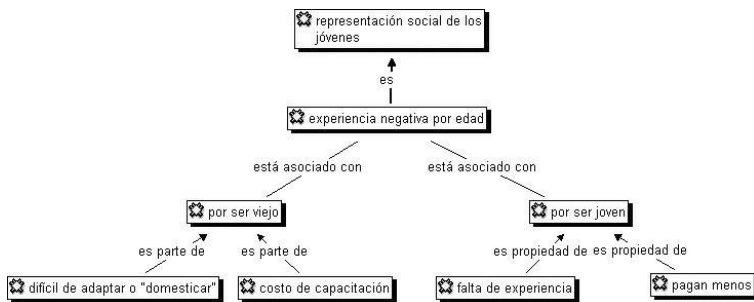 representación social de los
jóvenes
es
experiencia negativa por edad
está asociado con
está asociado con
por ser viejo
por ser joven
es parte de
es parte de
es propiedad de
es propiedad de
difícil de adaptar o "domesticar"
costo de capacitación
falta de experiencia
pagan menos